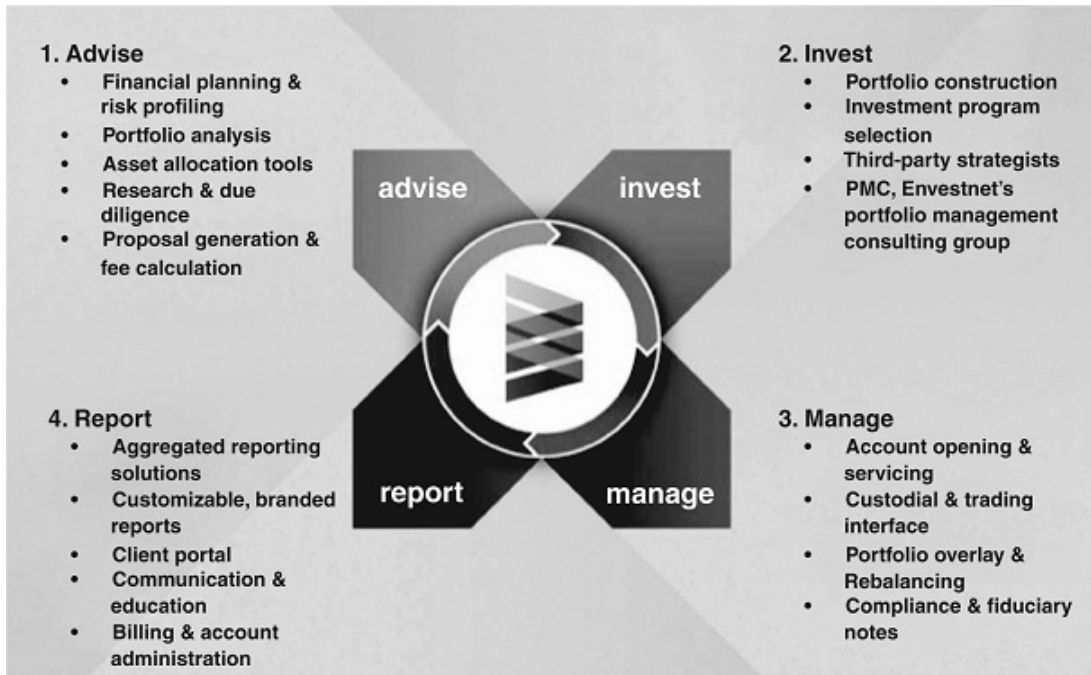 1. Advise
• Financial planning &
risk profiling
• Portfolio analysis
• Asset allocation tools
• Research & due
diligence
• Proposal generation &
fee calculation
2. Invest
• Portfolio construction
• Investment program
selection
• Third-party strategists
• PMC, Envestnet's
portfolio management
consulting group
advise
invest
report
manage
4. Report
• Aggregated reporting
solutions
• Customizable, branded
reports
• Client portal
• Communication &
education
• Billing & account
administration
3. Manage
• Account opening &
servicing
• Custodial & trading
interface
• Portfolio overlay &
Rebalancing
• Compliance & fiduciary
notes